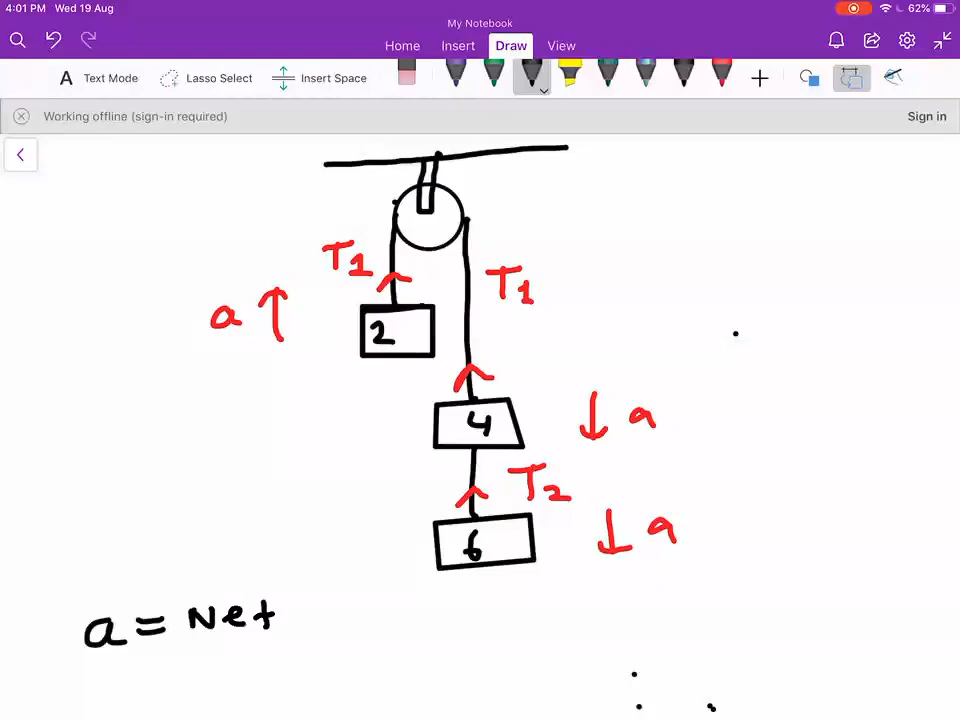 4:01 PM Wed 19 Aug
62%
My Notebook
Home Insert Draw View
A Text Mode Lasso Select Insert Space
Working offline (sign-in required) Sign in
T1
T1
a
2
4
a
T2
6
a
a = Net